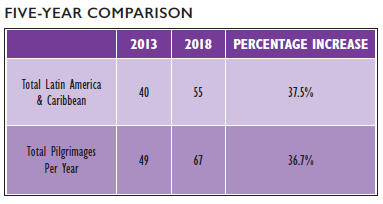 FIVE-YEAR COMPARISON
2013 2018 PERCENTAGE INCREASE
Total Latin America
& Caribbean
40 55 37.5%
Total Pilgrimages
Per Year
49 67 36.7%